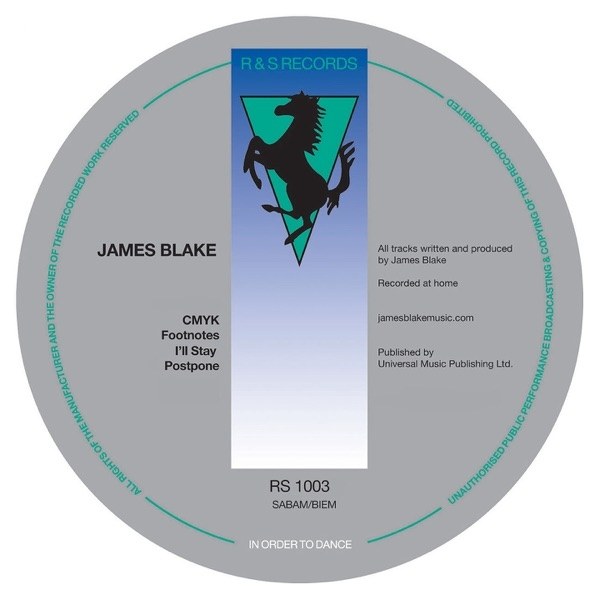 R & S RECORDS
ALL RIGHTS OF THE MANUFACTURER AND THE OWNER OF THE RECORDED WORK RESERVED
UNAUTHORISED PUBLIC PERFORMANCE BROADCASTING & COPYING OF THIS RECORD PROHIBITED
JAMES BLAKE
CMYK
Footnotes
I'll Stay
Postpone
All tracks written and produced
by James Blake
Recorded at home
jamesblakemusic.com
Published by
Universal Music Publishing Ltd.
RS 1003
SABAM/BIEM
IN ORDER TO DANCE